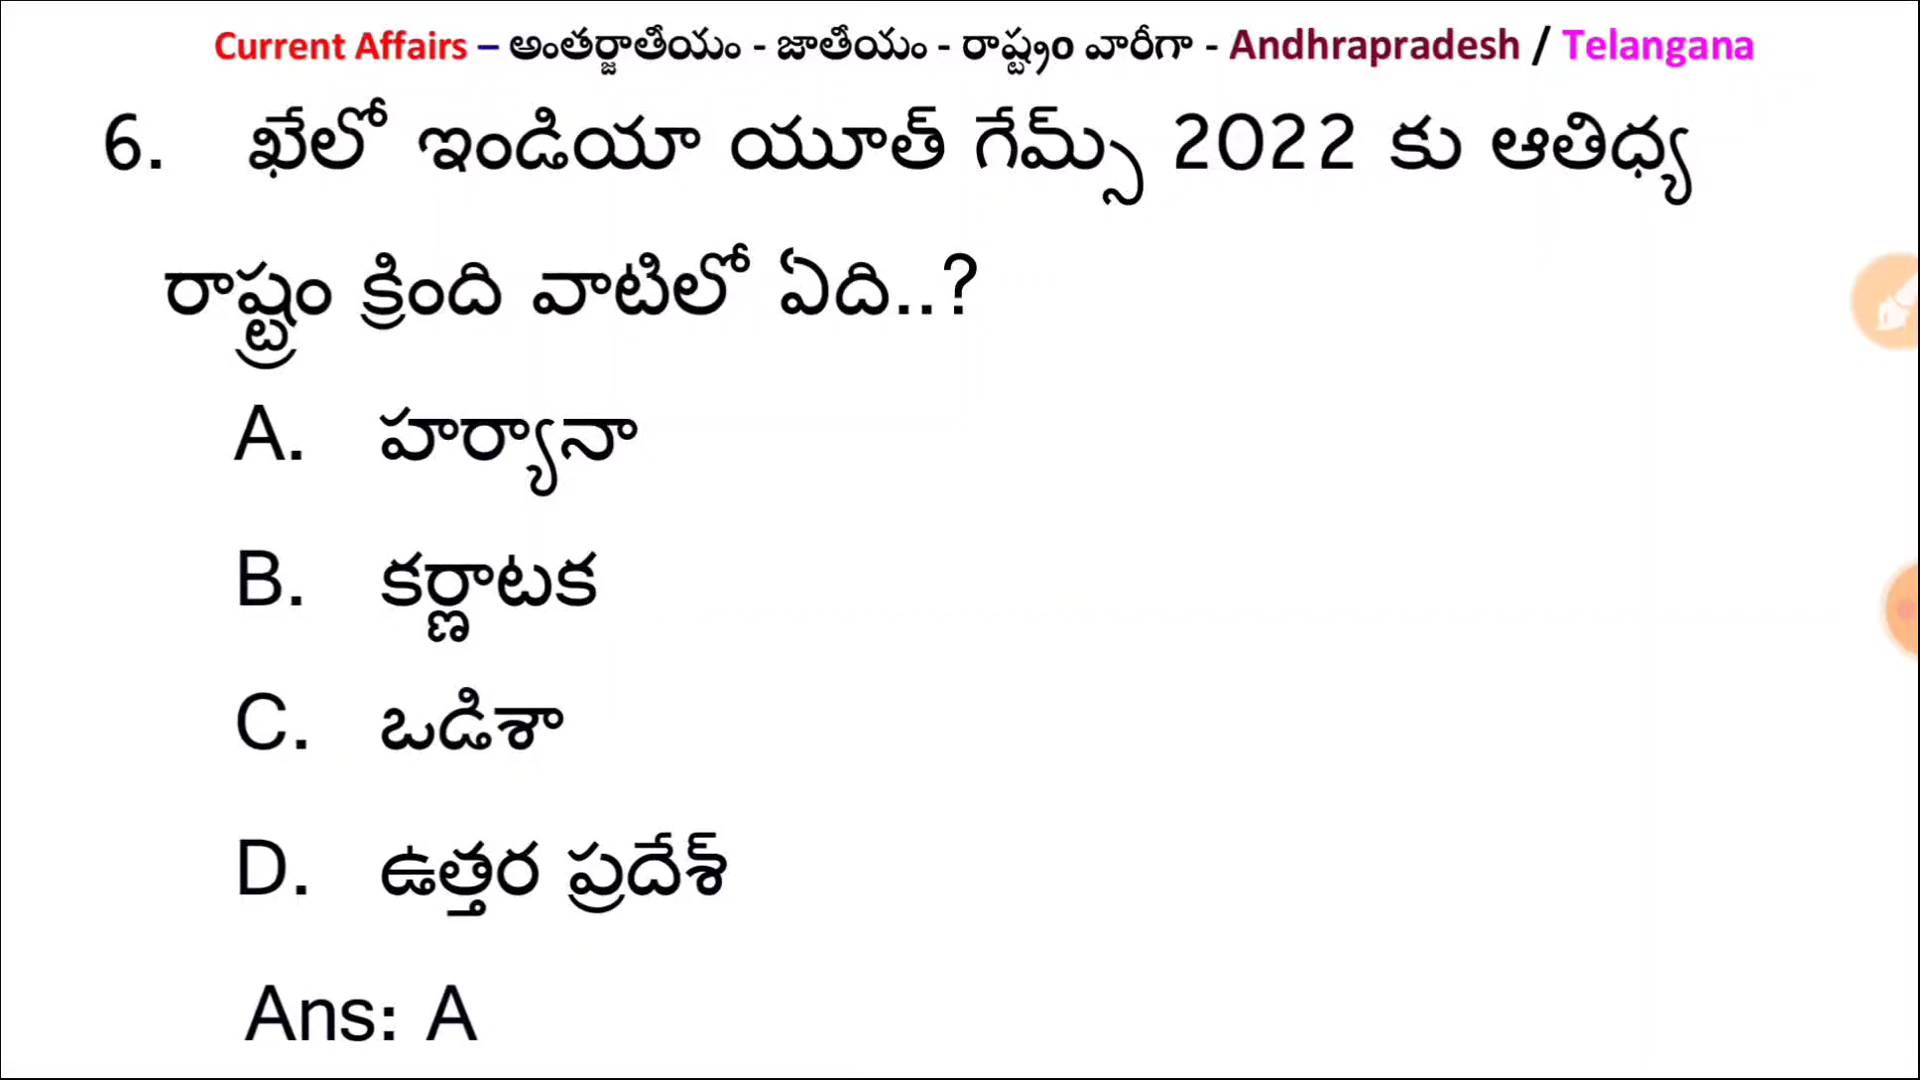 Current Affairs – అంతర్జాతీయం - జాతీయం - రాష్ట్రం వారీగా - Andhrapradesh / Telangana
6. ఖేలో ఇండియా యూత్ గేమ్స్ 2022 కు ఆతిధ్య
రాష్ట్రం క్రింది వాటిలో ఏది..?
A. హర్యానా
B. కర్ణాటక
C. ఒడిశా
D. ఉత్తర ప్రదేశ్
Ans: A